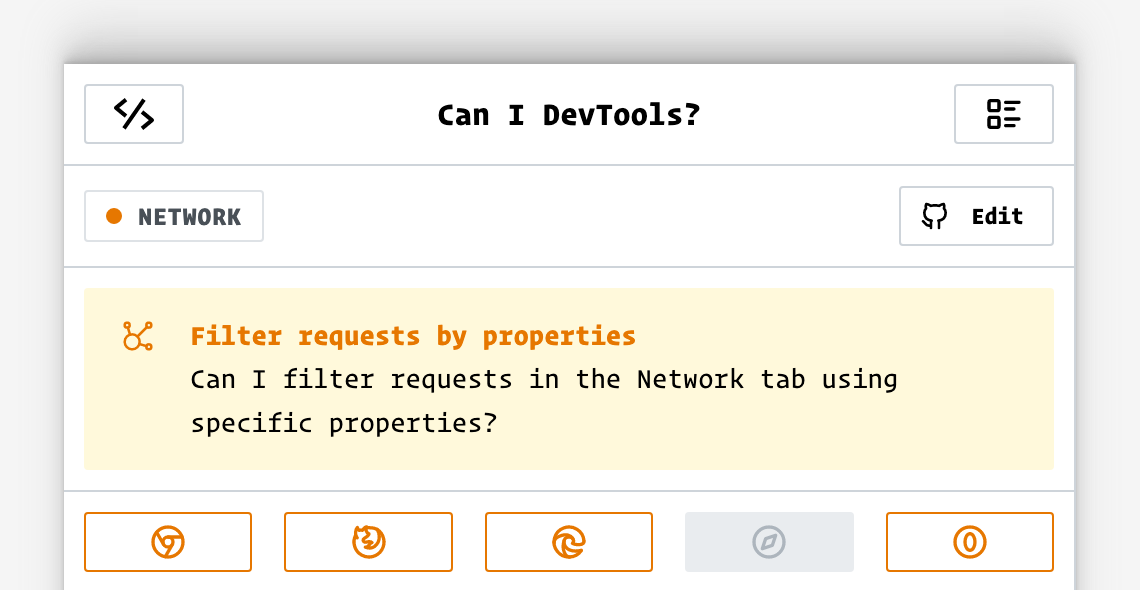 Can I DevTools?
NETWORK
Edit
Filter requests by properties
Can I filter requests in the Network tab using
specific properties?